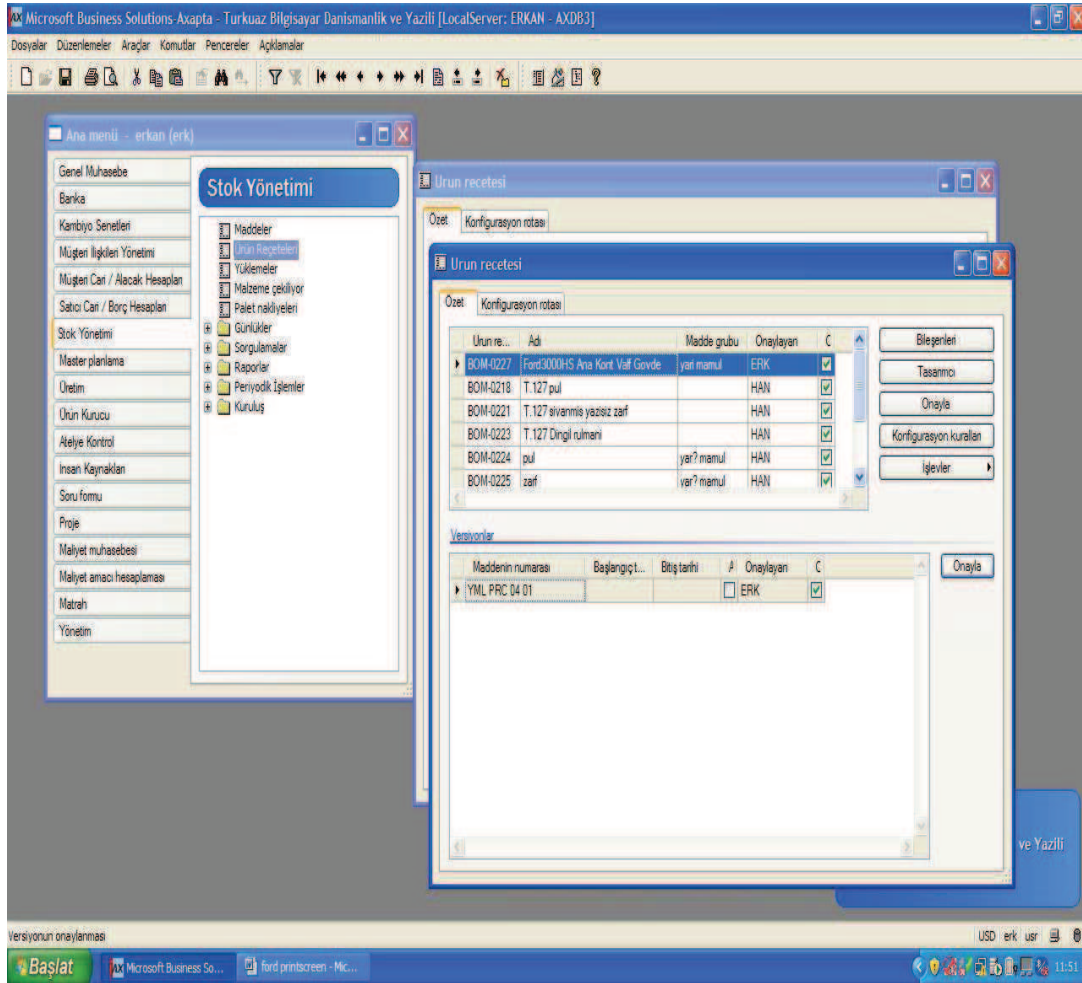 Microsoft Business Solutions-Axapta - Turkuaz Bilgisayar Danismanlik ve Yazili [LocalServer: ERKAN - AXDB3]
Dosyalar Düzenlemeler Araçlar Komutlar Pencereler Açıklamalar
Ana menü - erkan (erk)
Genel Muhasebe
Banka
Kambiyo Senetleri
Müşteri İlişkileri Yönetimi
Müşteri Cari / Alacak Hesapları
Satıcı Cari / Borç Hesapları
Stok Yönetimi
Master planlama
Üretim
Ürün Kurucu
Atelye Kontrol
İnsan Kaynakları
Soru formu
Proje
Maliyet muhasebesi
Maliyet amacı hesaplaması
Matrah
Yönetim
Stok Yönetimi
Maddeler
Ürün Reçeteleri
Yüklemeler
Malzeme çekiliyor
Palet nakliyeleri
Günlükler
Sorgulamalar
Raporlar
Periyodik İşlemler
Kuruluş
Urun recetesi
Özet Konfigurasyon rotası
Urun recetesi
Özet Konfigurasyon rotası
Urun re... Adı Madde grubu Onaylayan C
BOM-0227 Ford3000HS Ana Kont Valf Govde yari mamul ERK
BOM-0218 T.127 pul HAN
BOM-0221 T.127 sivanmis yazisiz zarf HAN
BOM-0223 T.127 Dingil rulmani HAN
BOM-0224 pul yar? mamul HAN
BOM-0225 zarf yar? mamul HAN
Bileşenleri
Tasarımcı
Onayla
Konfigurasyon kuralları
İşlevler
Versiyonlar
Maddenin numarası Başlangıç t... Bitiş tarihi A Onaylayan C
YML PRC 04 01 ERK
Onayla
ve Yazili
Versiyonun onaylanması
USD erk usr
Başlat Microsoft Business So... ford printscreen - Mic... 11:51